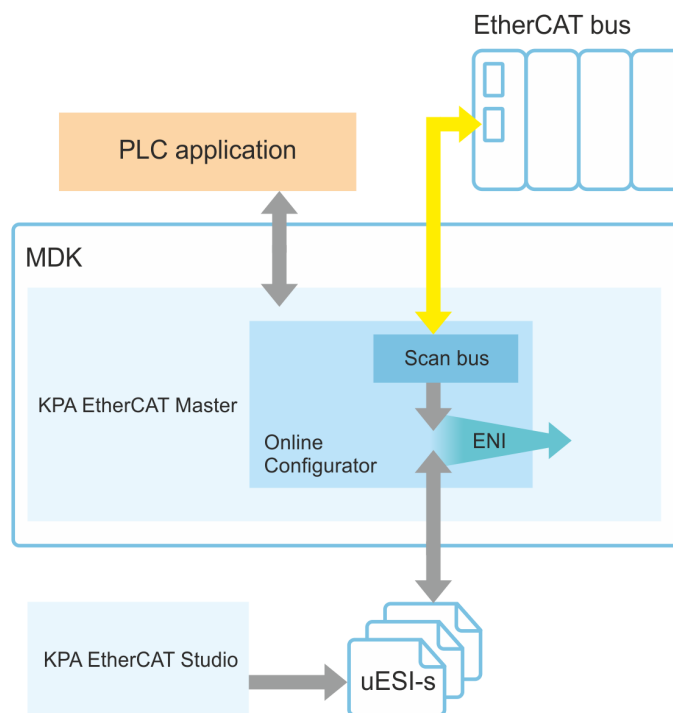 EtherCAT bus
PLC application
MDK
Scan bus
KPA EtherCAT Master
Online
Configurator
ENI
KPA EtherCAT Studio
uESI-s